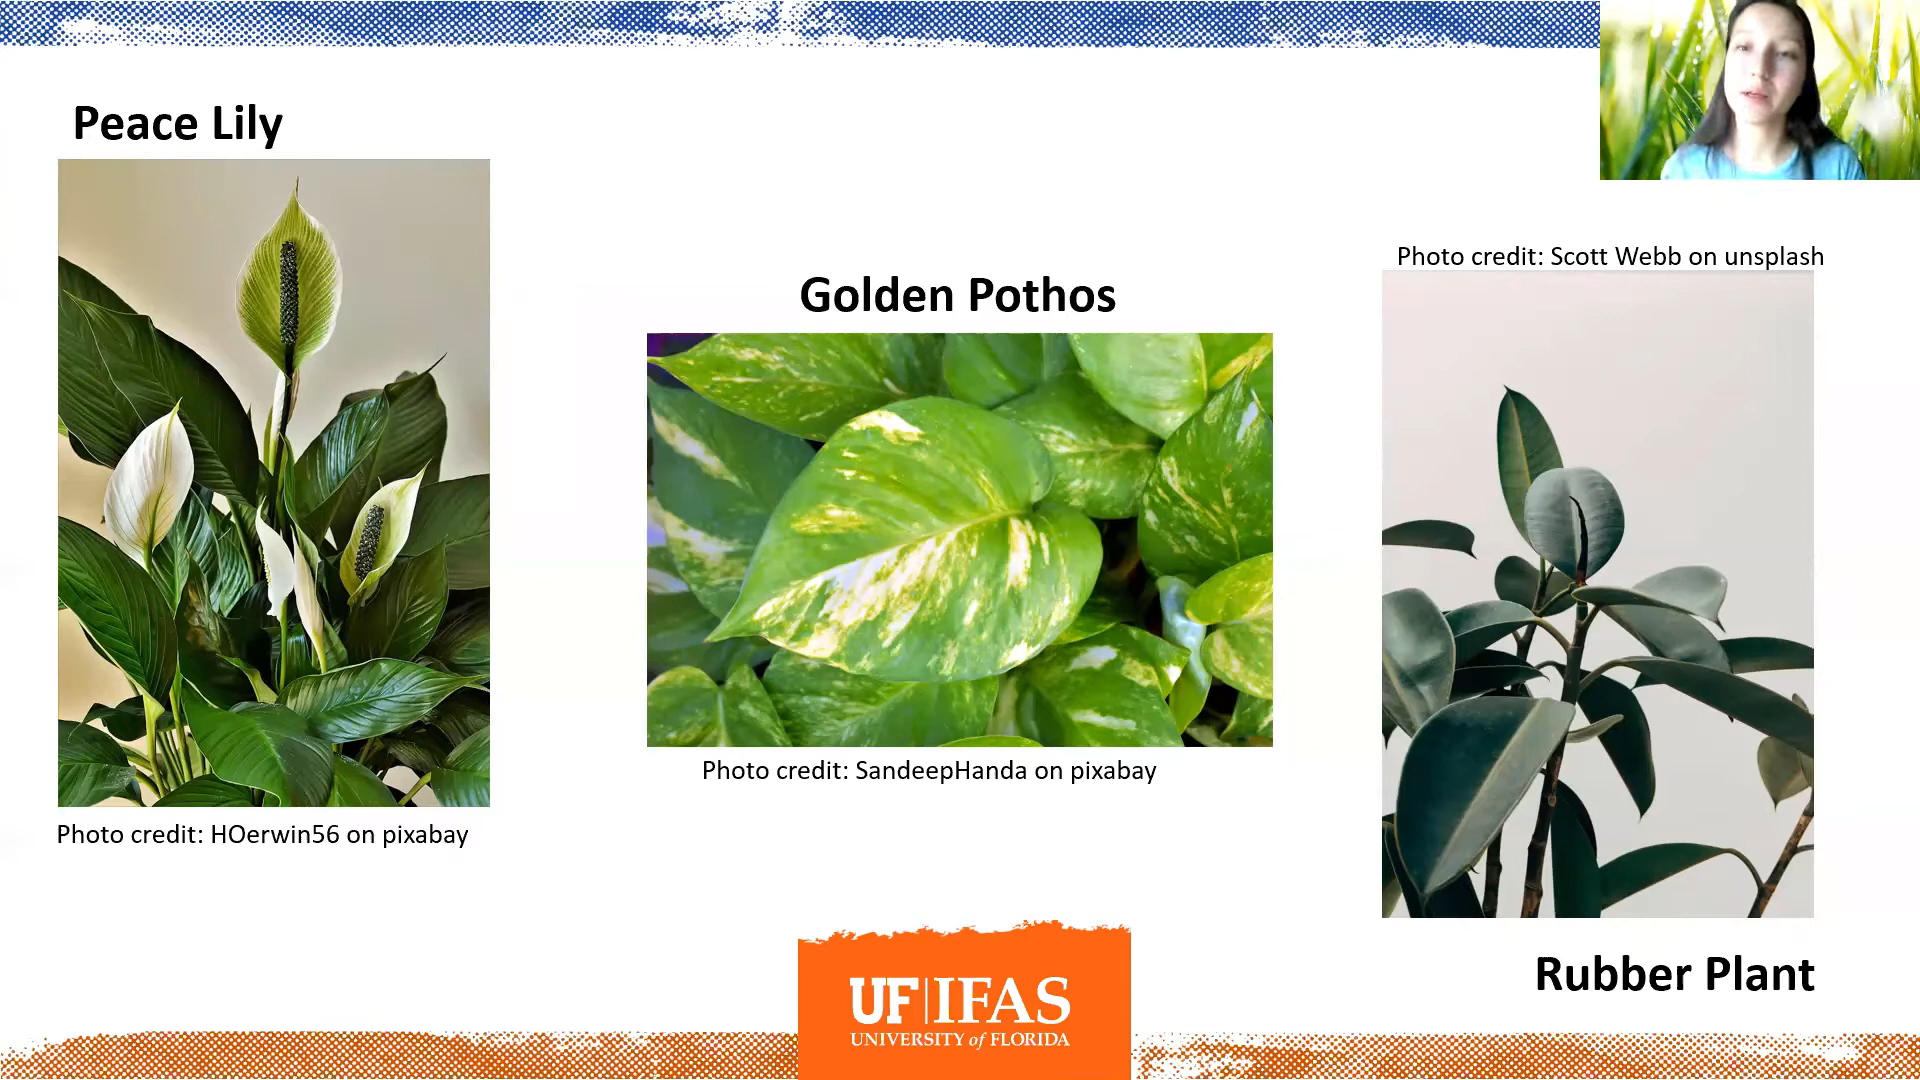 Peace Lily
Photo credit: HOerwin56 on pixabay
Golden Pothos
Photo credit: SandeepHanda on pixabay
Photo credit: Scott Webb on unsplash
Rubber Plant
UF|IFAS
UNIVERSITY of FLORIDA